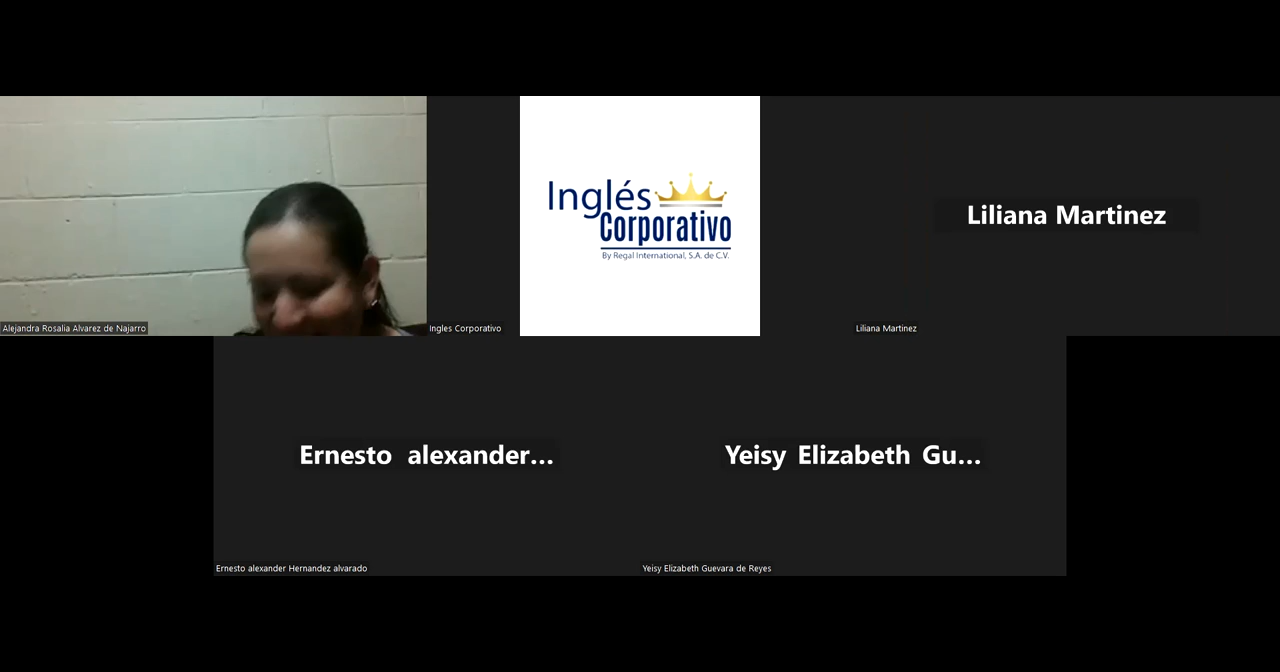 Inglés
Corporativo
By Regal International, S.A. de C.V.
Liliana Martinez
Alejandra Rosalia Alvarez de Najarro
Ingles Corporativo
Liliana Martinez
Ernesto alexander...
Yeisy Elizabeth Gu...
Ernesto alexander Hernandez alvarado
Yeisy Elizabeth Guevara de Reyes